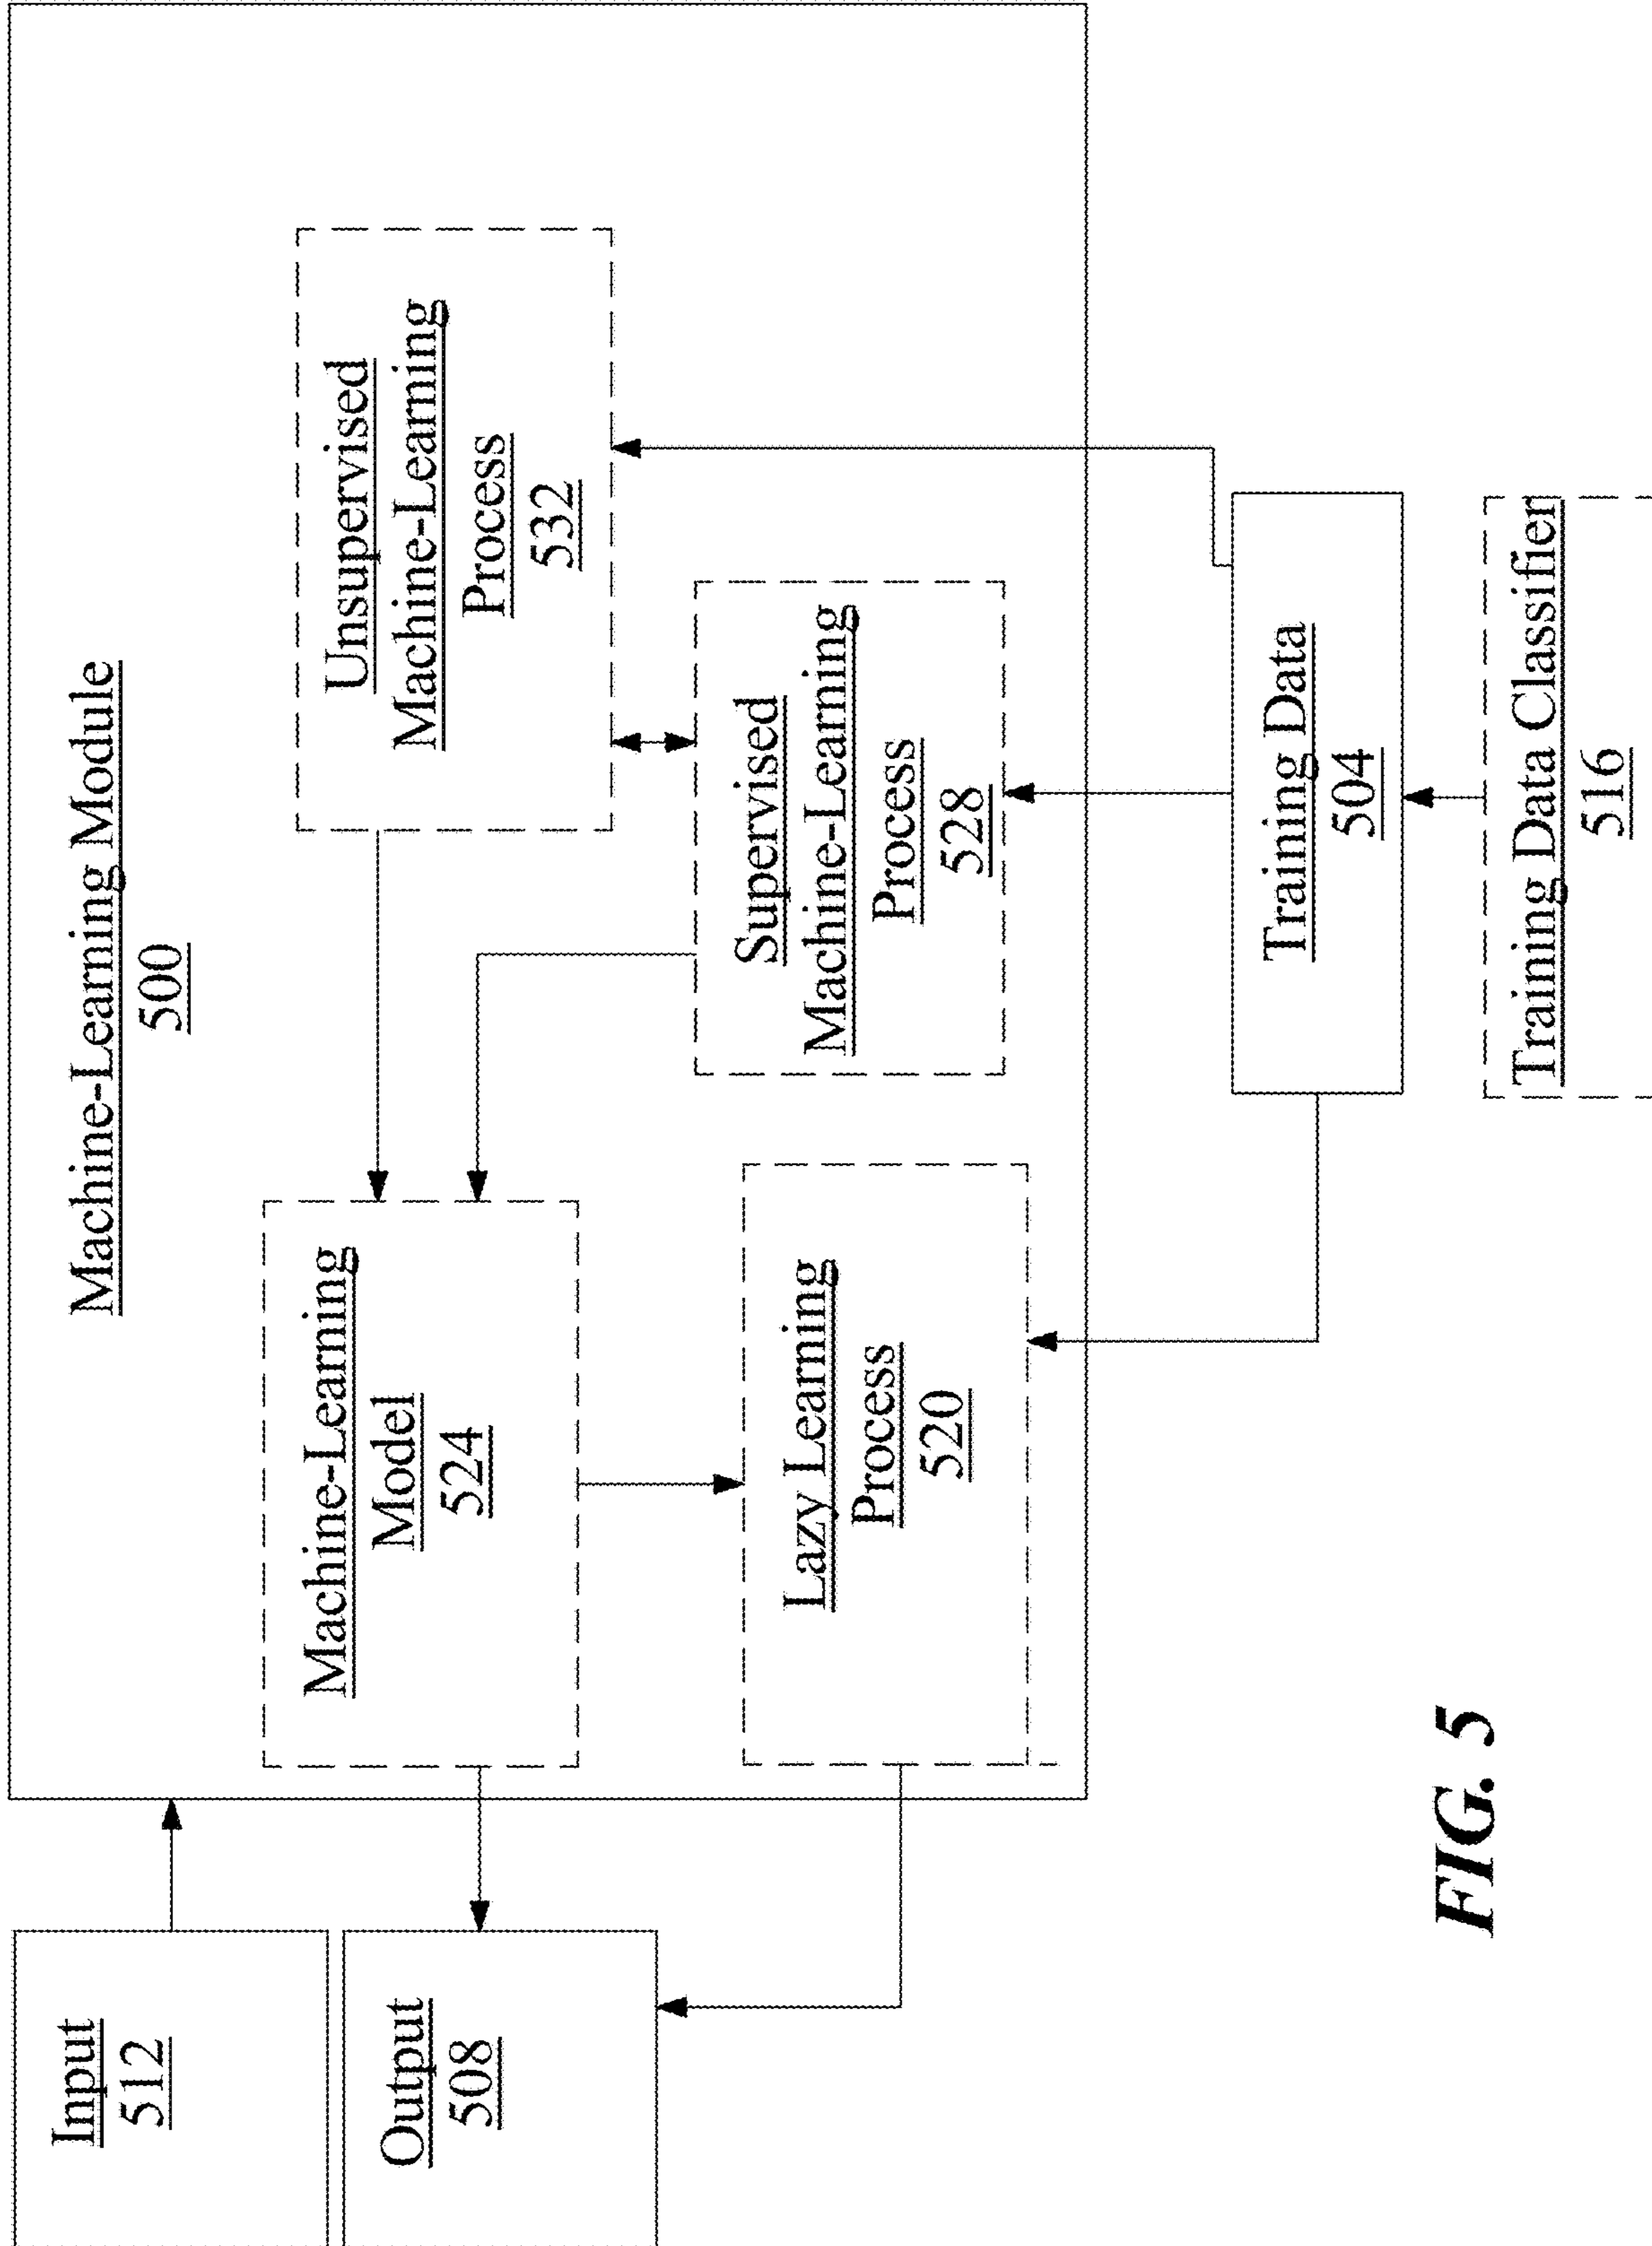 Machine-Learning Module
500
Input
512
Output
508
Machine-Learning
Model
524
Unsupervised
Machine-Learning
Process
532
Supervised
Machine-Learning
Process
528
Lazy Learning
Process
520
Training Data
504
Training Data Classifier
516
FIG. 5